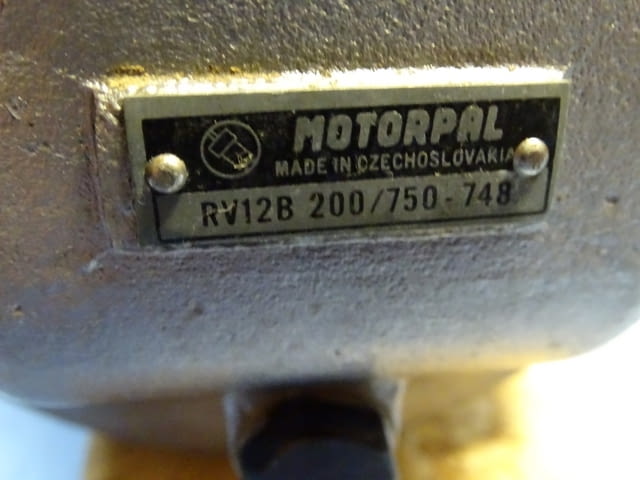 MOTORPAL
MADE IN CZECHOSLOVAKIA
RV12B 200/750-748